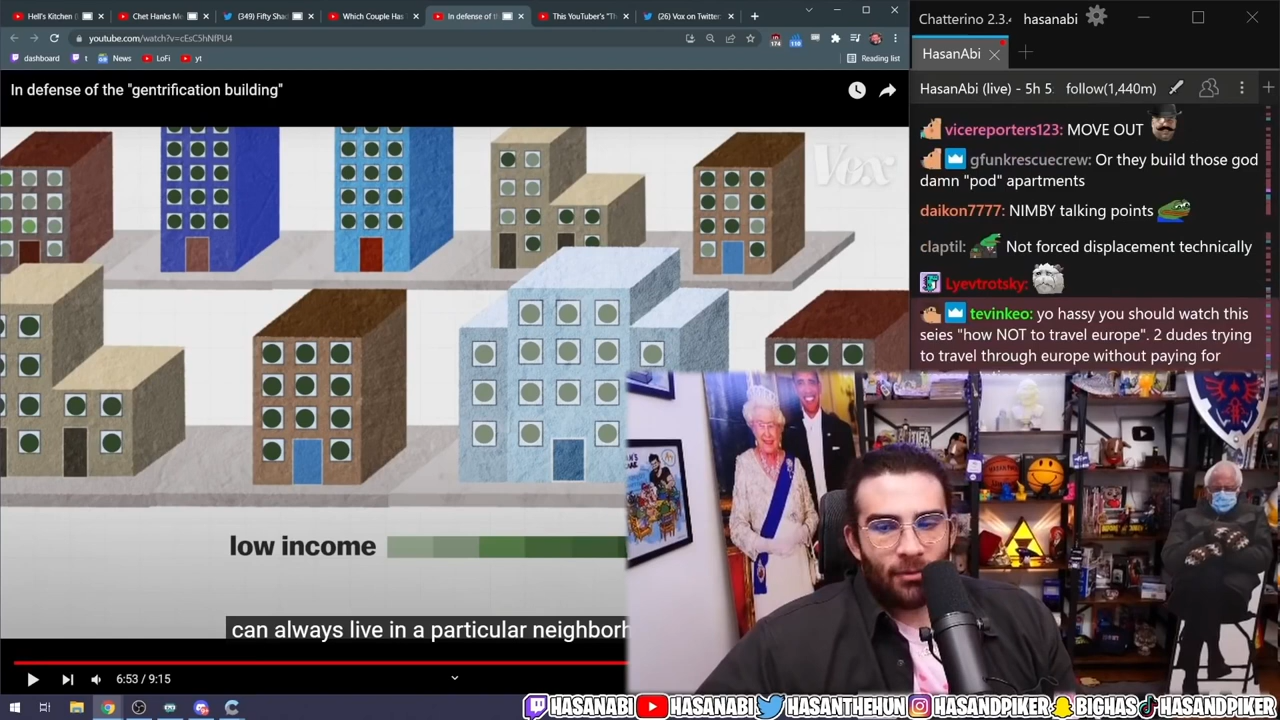 Hell's Kitchen (
Chet Hanks M
(349) Fifty Shad
Which Couple Has
In defense of t
This YouTuber's "Th
(26) Vox on Twitter:
youtube.com/watch?v=cEsC5hNfPU4
174
118
dashboard
t
News
LoFi
yt
Reading list
In defense of the "gentrification building"
Vox
low income
can always live in a particular neighborh
6:53 / 9:15
Chatterino 2.3.4
hasanabi
HasanAbi
HasanAbi (live) - 5h 5
follow(1,440m)
vicereporters123: MOVE OUT
gfunkrescuecrew: Or they build those god
damn "pod" apartments
daikon7777: NIMBY talking points
claptil: Not forced displacement technically
Lyevtrotsky:
tevinkeo: yo hassy you should watch this
seies "how NOT to travel europe". 2 dudes trying
to travel through europe without paying for
HASANABI HASANABI HASANTHEHUN HASANDPIKER BIGHAS HASANDPIKER